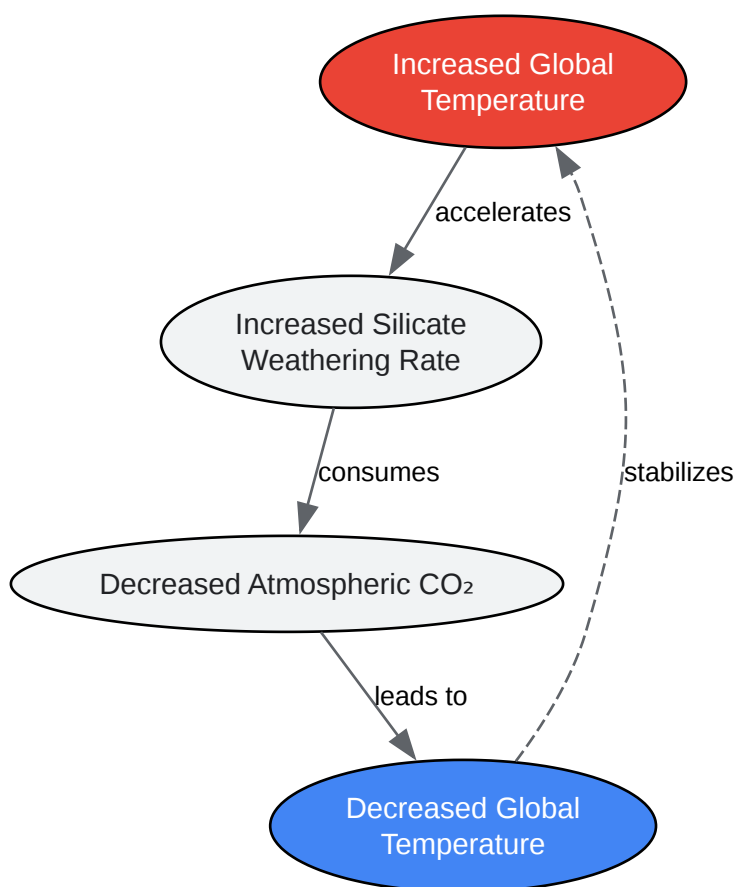 Increased Global
Temperature
accelerates
Increased Silicate
Weathering Rate
consumes
stabilizes
Decreased Atmospheric CO₂
leads to
Decreased Global
Temperature